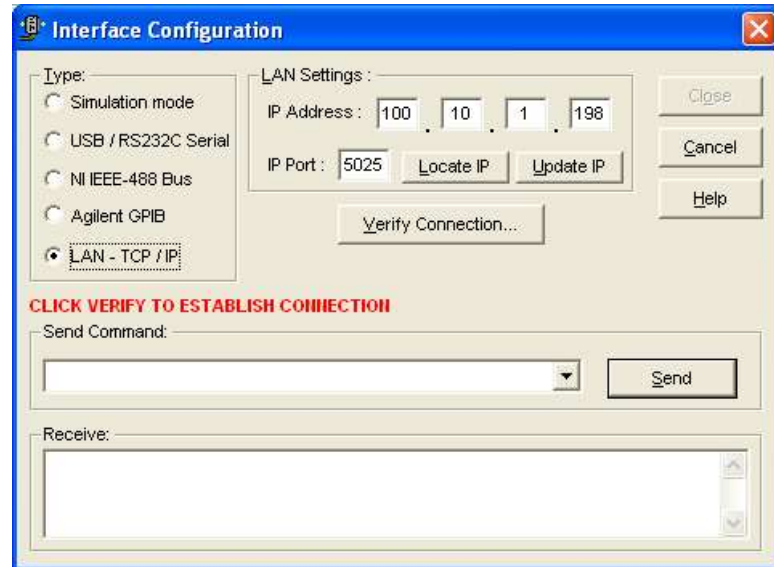 Interface Configuration
Type:
Simulation mode
USB / RS232C Serial
NI IEEE-488 Bus
Agilent GPIB
LAN - TCP / IP
LAN Settings :
IP Address : 100 . 10 . 1 . 198
IP Port : 5025 Locate IP Update IP
Verify Connection...
Close
Cancel
Help
CLICK VERIFY TO ESTABLISH CONNECTION
Send Command:
Send
Receive: